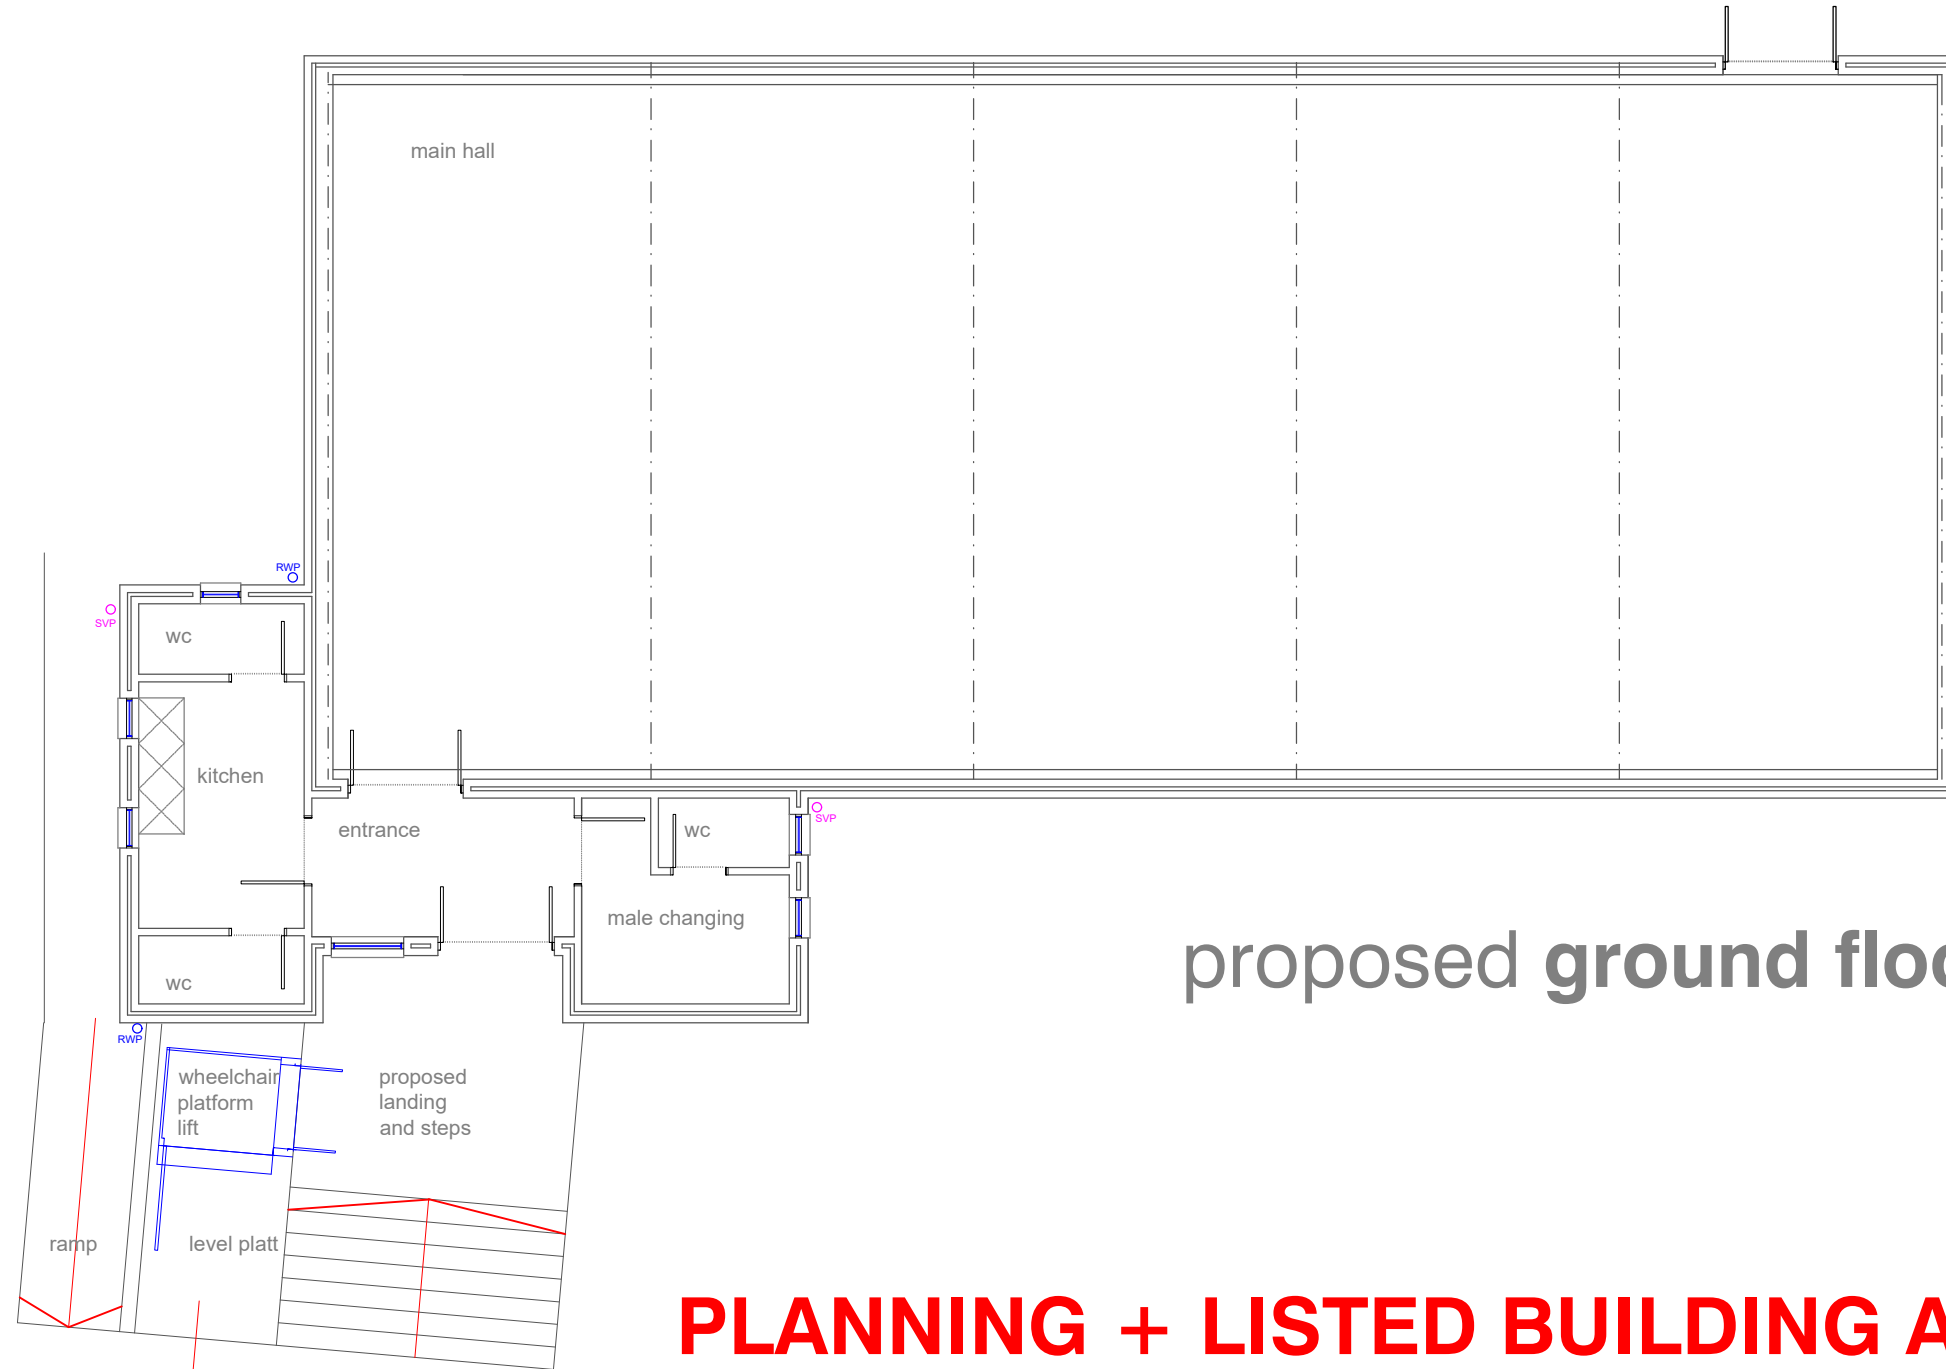 main hall
RWP
SVP
wc
kitchen
entrance
wc
SVP
male changing
wc
proposed ground
RWP
wheelchair
platform
lift
proposed
landing
and steps
ramp
level platt
PLANNING + LISTED BUILDING